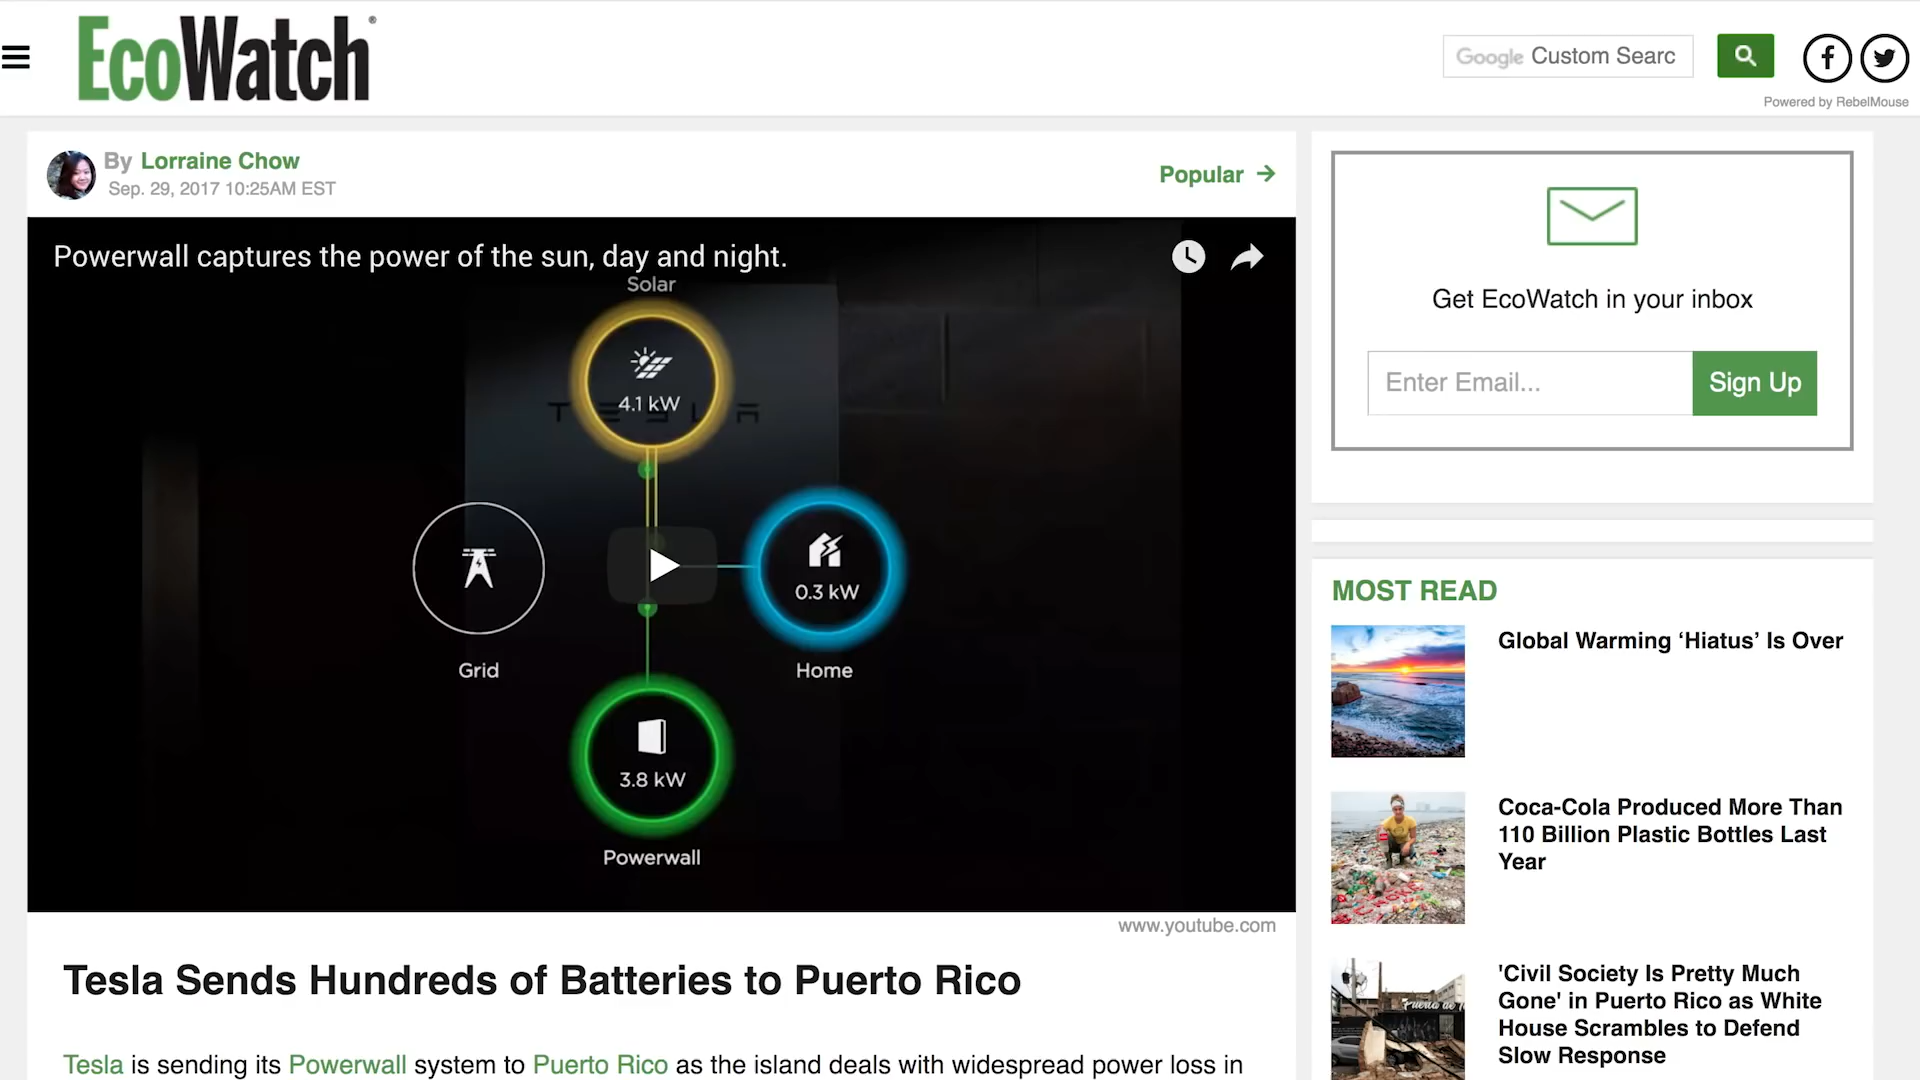 EcoWatch®
Google Custom Searc
Powered by RebelMouse
By Lorraine Chow
Sep. 29, 2017 10:25AM EST
Popular
Powerwall captures the power of the sun, day and night.
Solar
4.1 kW
TESLA
Grid
0.3 kW
Home
3.8 kW
Powerwall
www.youtube.com
Tesla Sends Hundreds of Batteries to Puerto Rico
Tesla is sending its Powerwall system to Puerto Rico as the island deals with widespread power loss in
Get EcoWatch in your inbox
Enter Email...
Sign Up
MOST READ
Global Warming ‘Hiatus’ Is Over
Coca-Cola Produced More Than
110 Billion Plastic Bottles Last
Year
'Civil Society Is Pretty Much
Gone' in Puerto Rico as White
House Scrambles to Defend
Slow Response